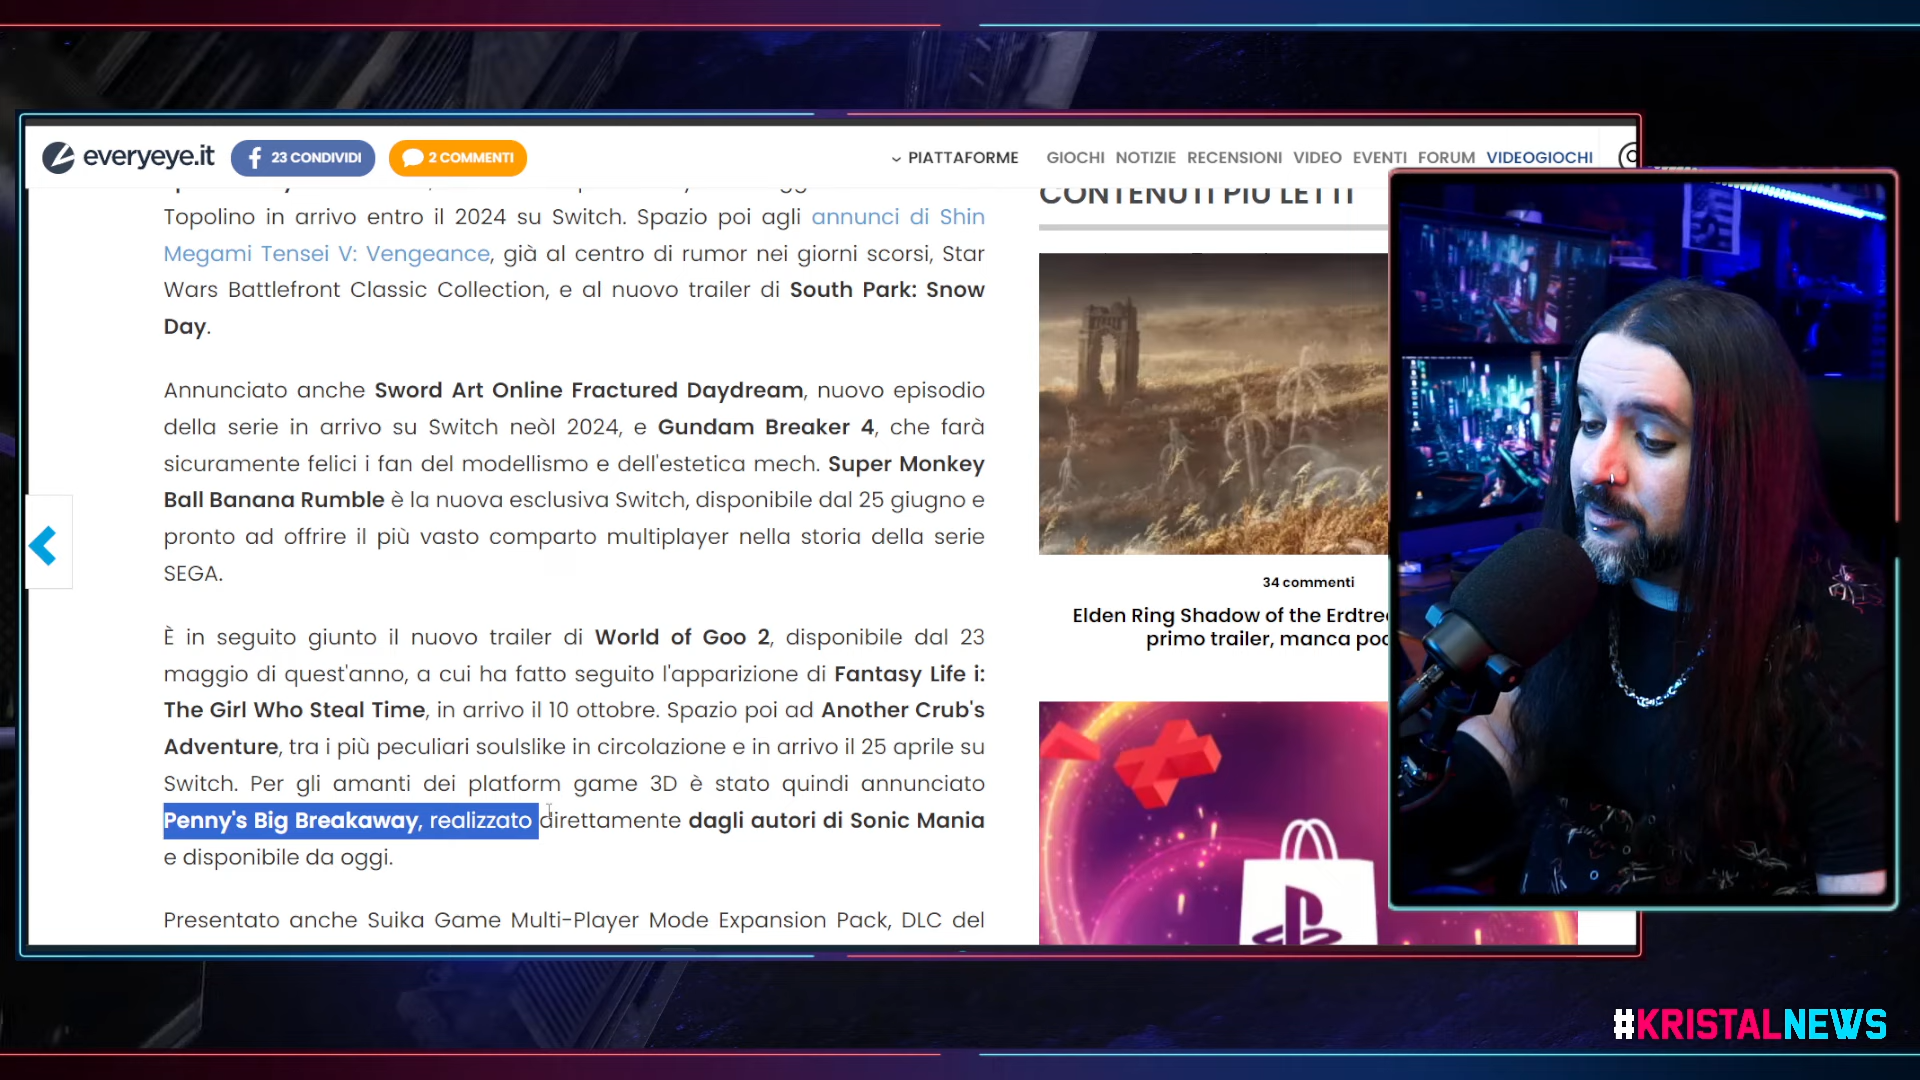 everyeye.it
23 CONDIVIDI
2 COMMENTI
PIATTAFORME
GIOCHI NOTIZIE RECENSIONI VIDEO EVENTI FORUM VIDEOGIOCHI
Topolino in arrivo entro il 2024 su Switch. Spazio poi agli annunci di Shin
Megami Tensei V: Vengeance, già al centro di rumor nei giorni scorsi, Star
Wars Battlefront Classic Collection, e al nuovo trailer di South Park: Snow
Day.
Annunciato anche Sword Art Online Fractured Daydream, nuovo episodio
della serie in arrivo su Switch neòl 2024, e Gundam Breaker 4, che farà
sicuramente felici i fan del modellismo e dell'estetica mech. Super Monkey
Ball Banana Rumble è la nuova esclusiva Switch, disponibile dal 25 giugno e
pronto ad offrire il più vasto comparto multiplayer nella storia della serie
SEGA.
È in seguito giunto il nuovo trailer di World of Goo 2, disponibile dal 23
maggio di quest'anno, a cui ha fatto seguito l'apparizione di Fantasy Life i:
The Girl Who Steal Time, in arrivo il 10 ottobre. Spazio poi ad Another Crub's
Adventure, tra i più peculiari soulslike in circolazione e in arrivo il 25 aprile su
Switch. Per gli amanti dei platform game 3D è stato quindi annunciato
Penny's Big Breakaway, realizzato direttamente dagli autori di Sonic Mania
e disponibile da oggi.
Presentato anche Suika Game Multi-Player Mode Expansion Pack, DLC del
CONTENUTI PIÙ LETTI
34 commenti
Elden Ring Shadow of the Erdtre
primo trailer, manca poc
#KRISTALNEWS